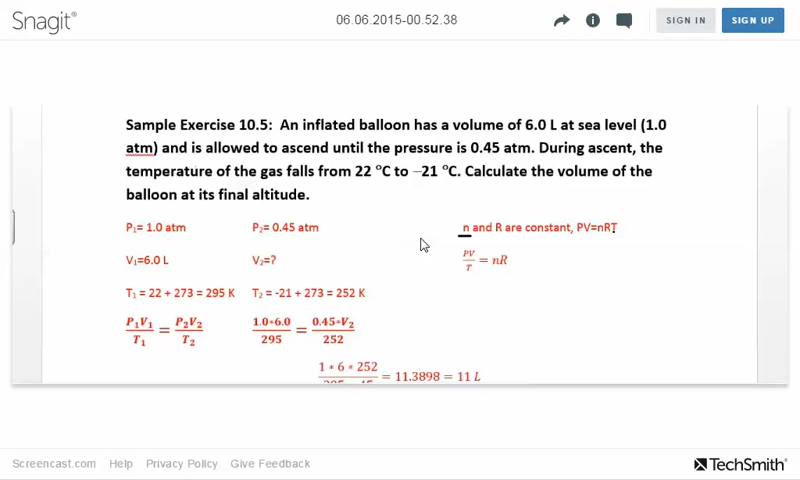 Snagit®
06.06.2015-00.52.38
SIGN IN
SIGN UP
Sample Exercise 10.5: An inflated balloon has a volume of 6.0 L at sea level (1.0
atm) and is allowed to ascend until the pressure is 0.45 atm. During ascent, the
temperature of the gas falls from 22 °C to −21 °C. Calculate the volume of the
balloon at its final altitude.
P₁= 1.0 atm P₂= 0.45 atm n and R are constant, PV=nRT
V₁=6.0 L V₂=? PV/T = nR
T₁ = 22 + 273 = 295 K T₂ = -21 + 273 = 252 K
P₁V₁/T₁ = P₂V₂/T₂ 1.0*6.0/295 = 0.45*V₂/252
1 * 6 * 252 = 11.3898 = 11 L
Screencast.com Help Privacy Policy Give Feedback
TechSmith®